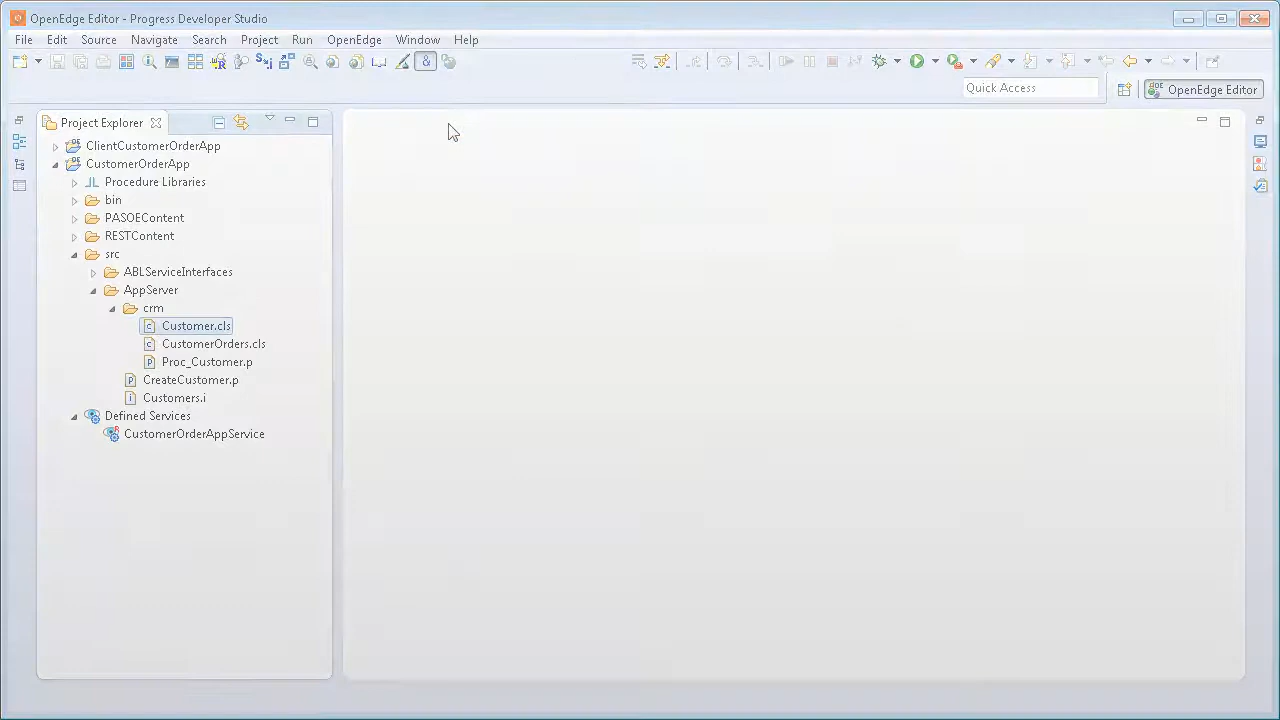 OpenEdge Editor - Progress Developer Studio
File Edit Source Navigate Search Project Run OpenEdge Window Help
Quick Access
OpenEdge Editor
Project Explorer
ClientCustomerOrderApp
CustomerOrderApp
Procedure Libraries
bin
PASOEContent
RESTContent
src
ABLServiceInterfaces
AppServer
crm
Customer.cls
CustomerOrders.cls
Proc_Customer.p
CreateCustomer.p
Customers.i
Defined Services
CustomerOrderAppService